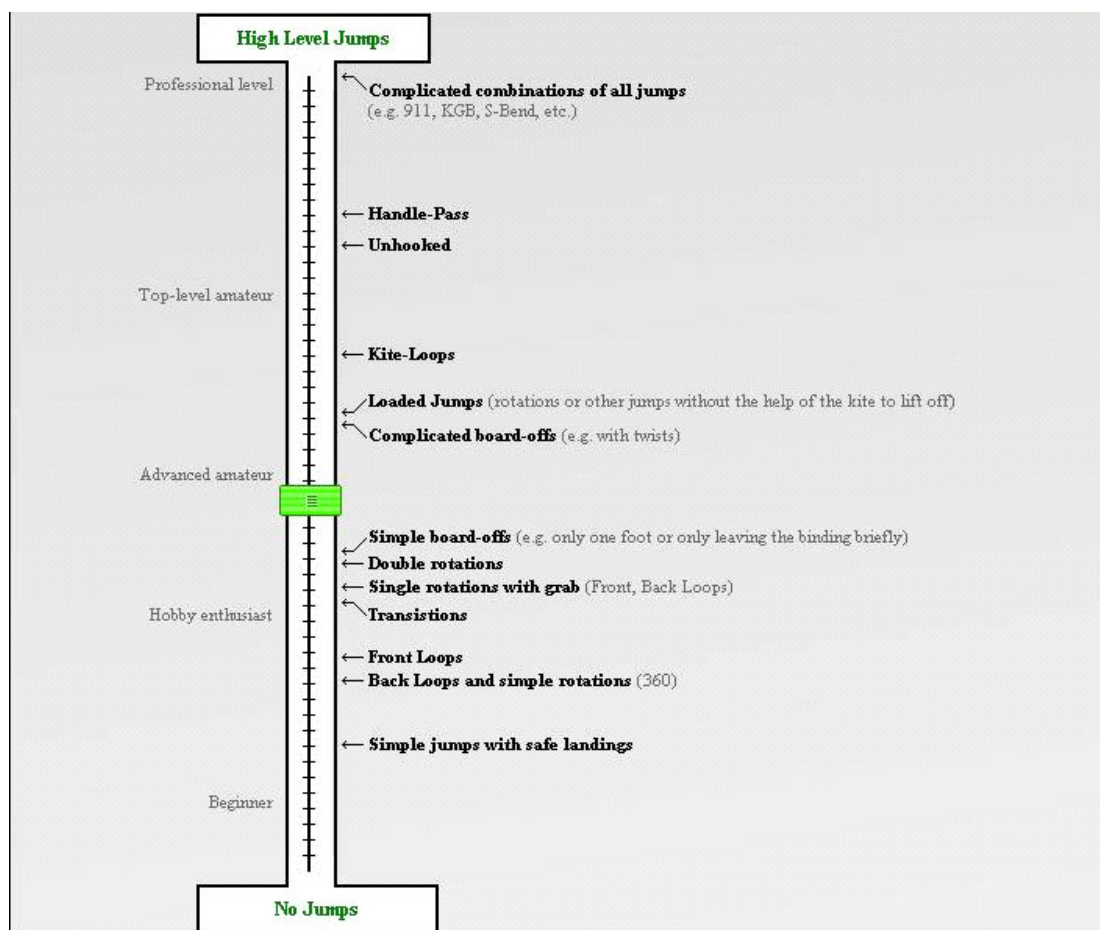 High Level Jumps
Professional level
Complicated combinations of all jumps
(e.g. 911, KGB, S-Bend, etc.)
Handle-Pass
Unhooked
Top-level amateur
Kite-Loops
Loaded Jumps (rotations or other jumps without the help of the kite to lift off)
Complicated board-offs (e.g. with twists)
Advanced amateur
Simple board-offs (e.g. only one foot or only leaving the binding briefly)
Double rotations
Single rotations with grab (Front, Back Loops)
Hobby enthusiast
Transistions
Front Loops
Back Loops and simple rotations (360)
Simple jumps with safe landings
Beginner
No Jumps